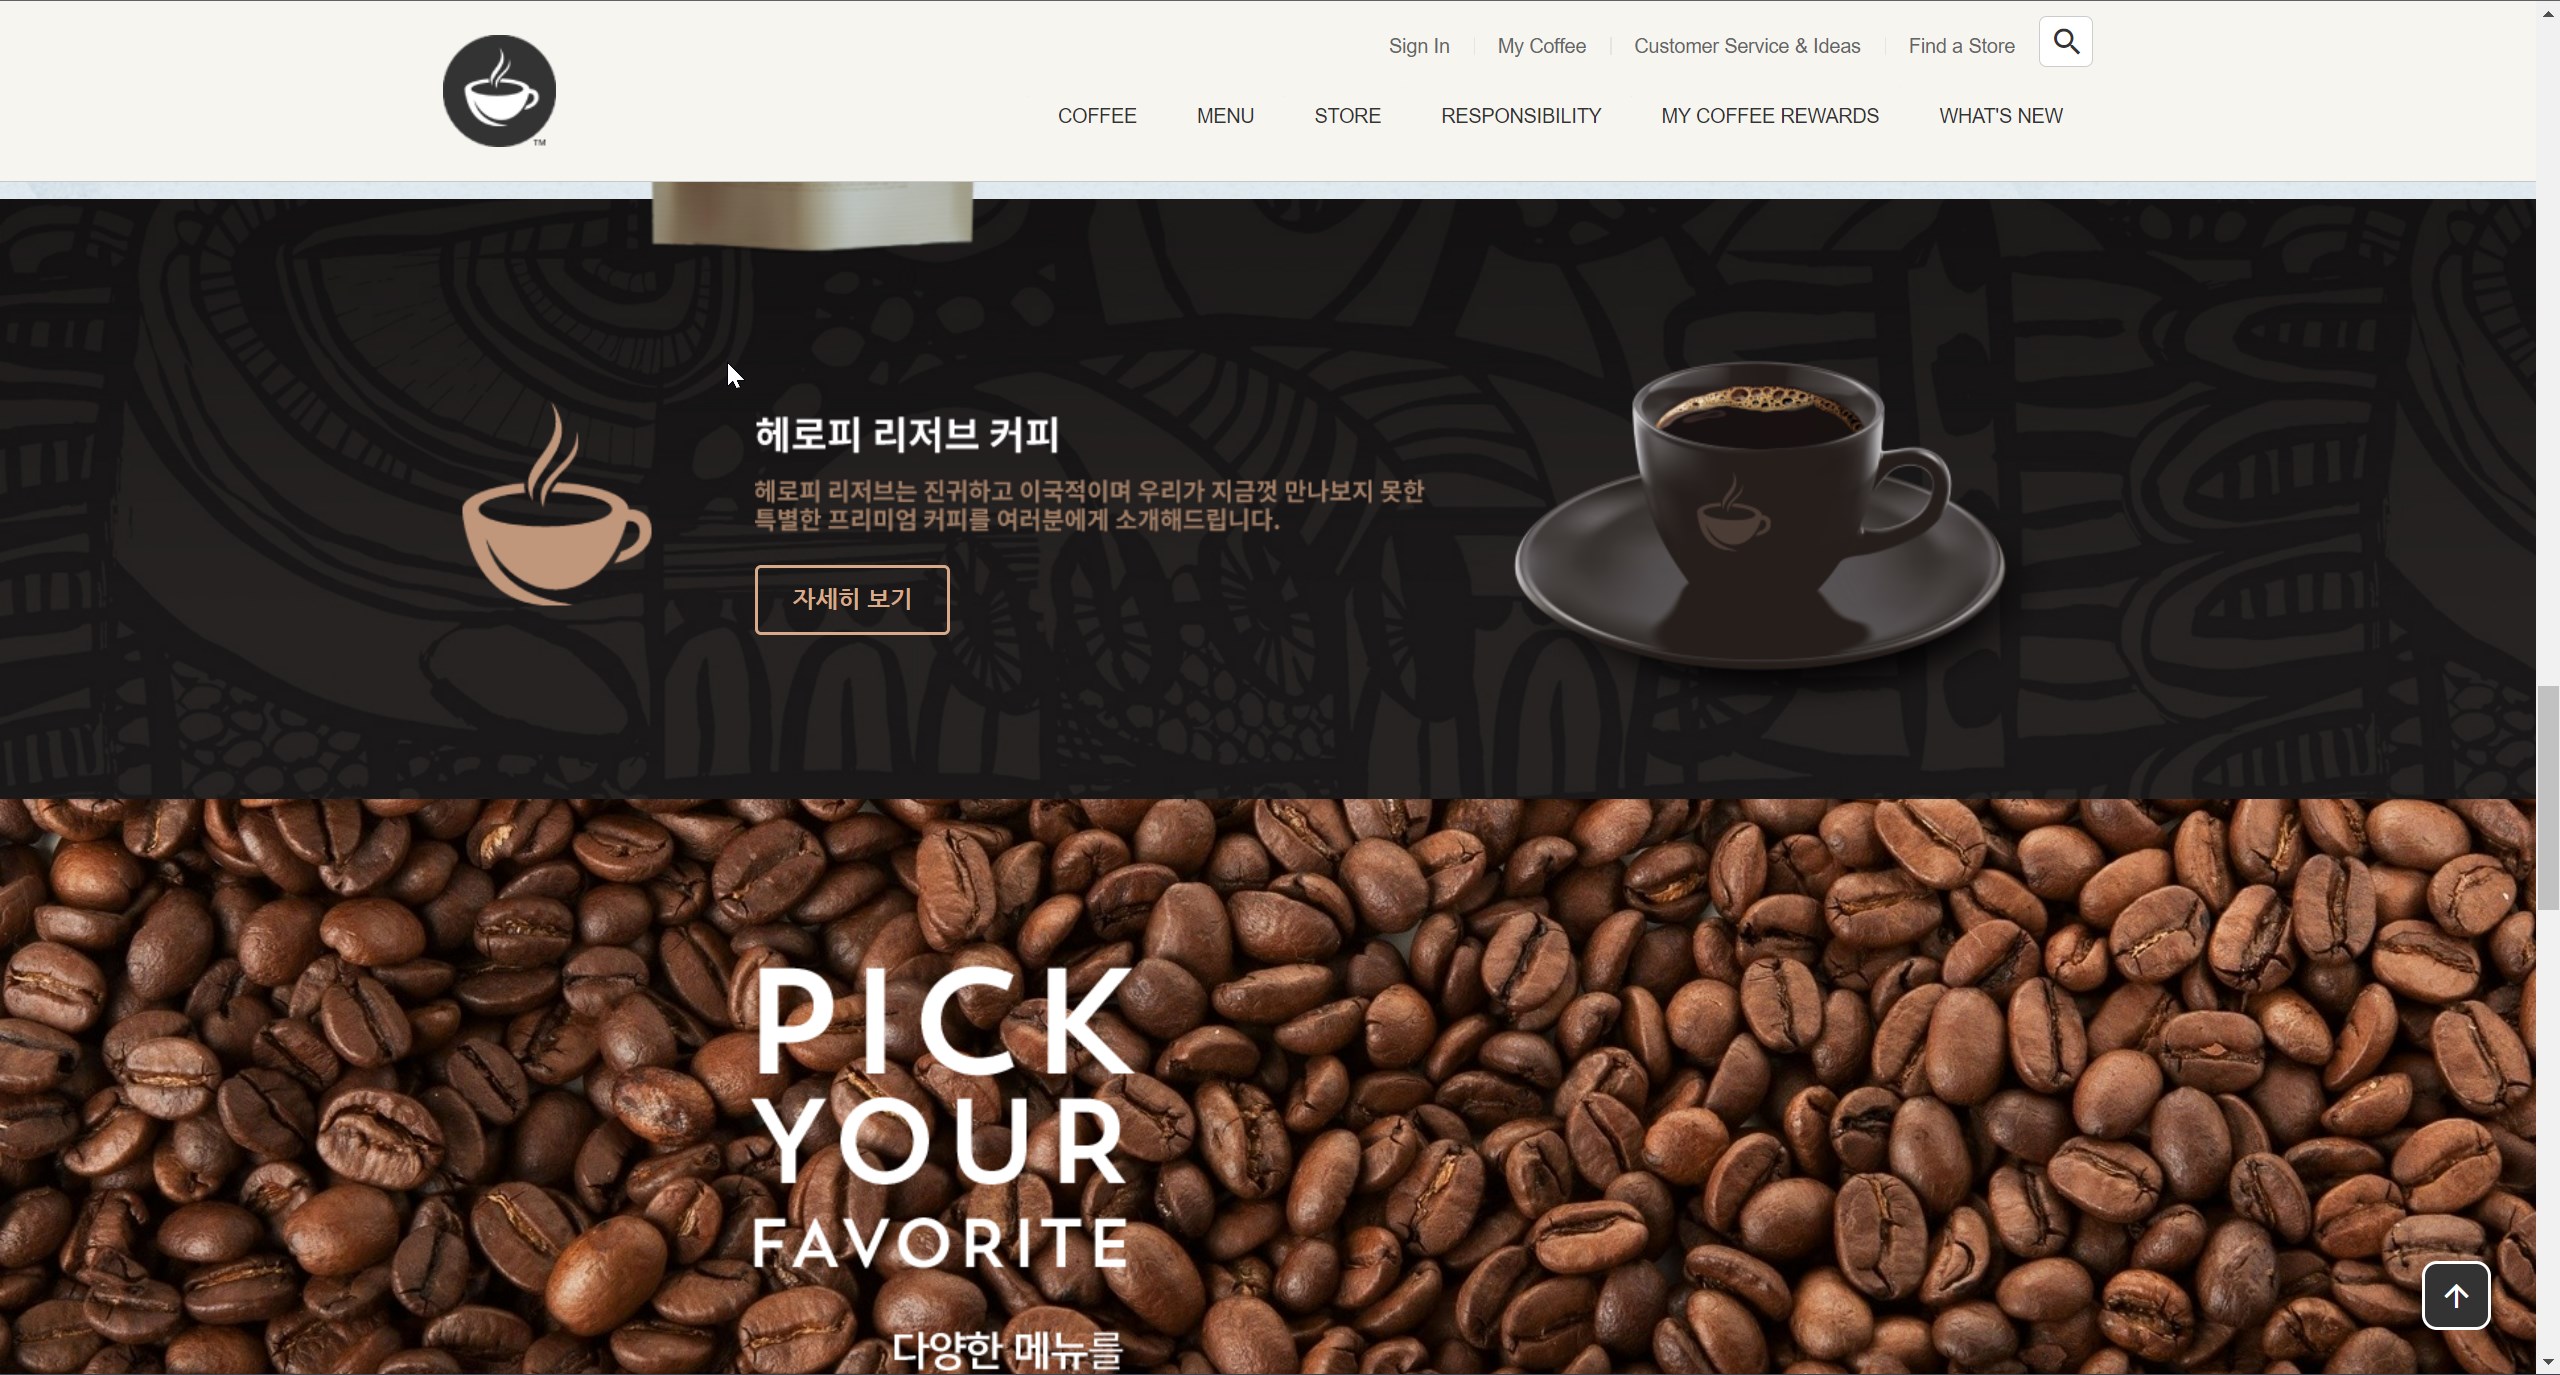 Sign In
My Coffee
Customer Service & Ideas
Find a Store
COFFEE
MENU
STORE
RESPONSIBILITY
MY COFFEE REWARDS
WHAT'S NEW
TM
헤로피 리저브 커피
헤로피 리저브는 진귀하고 이국적이며 우리가 지금껏 만나보지 못한
특별한 프리미엄 커피를 여러분에게 소개해드립니다.
자세히 보기
PICK
YOUR
FAVORITE
다양한 메뉴를